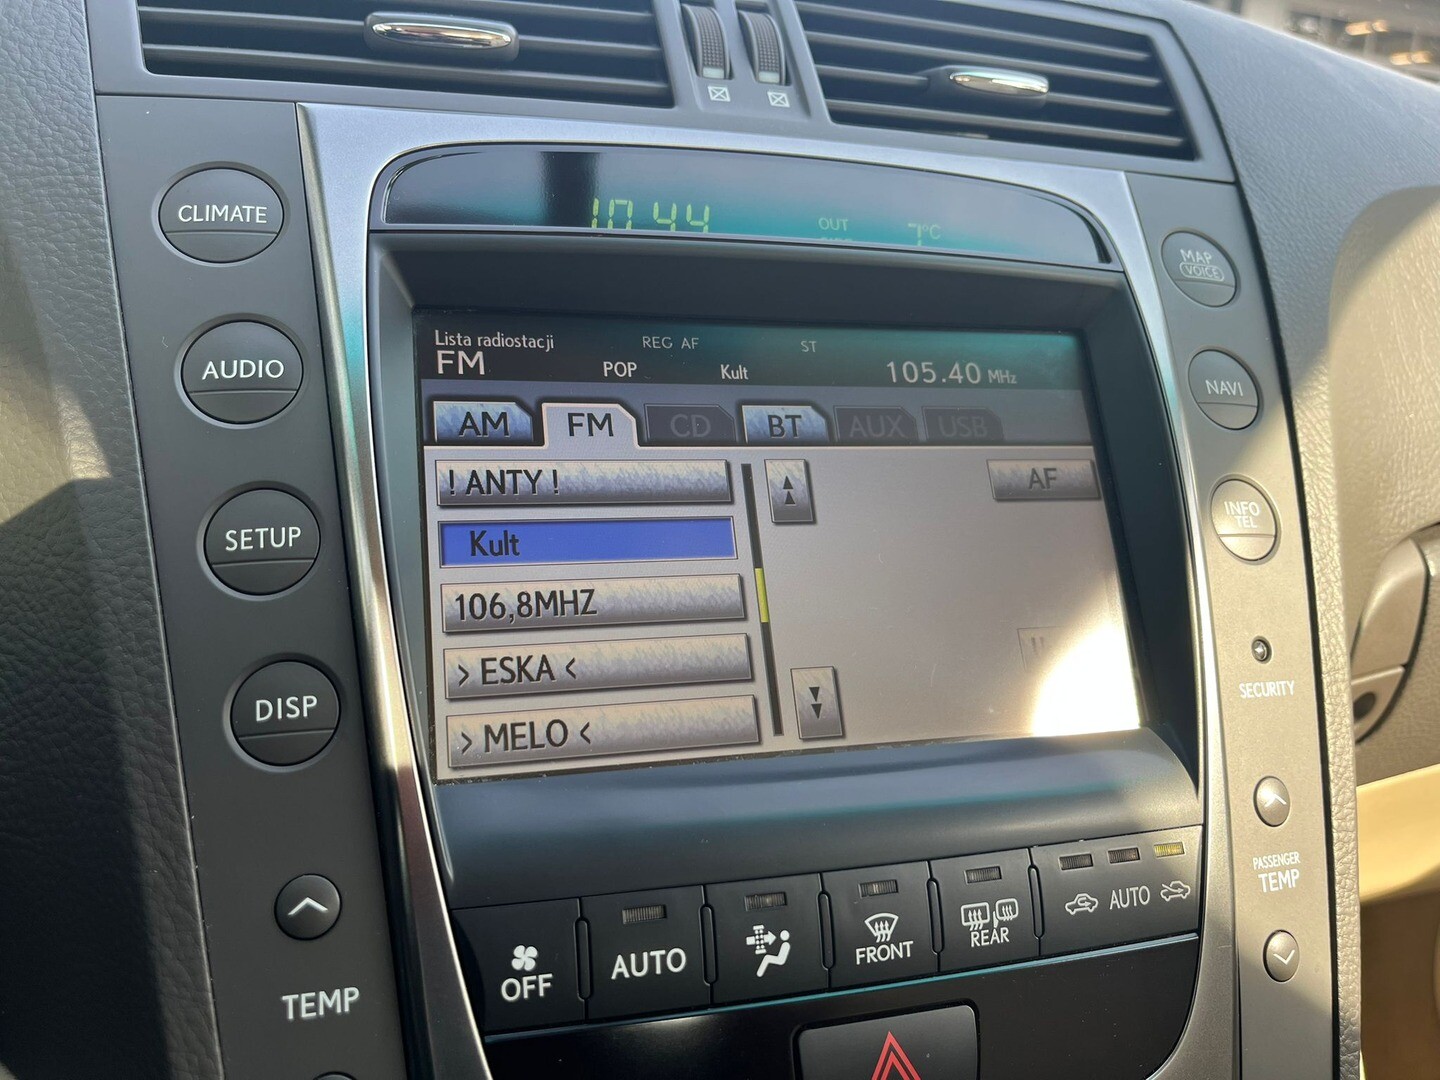 10 44
OUT
7°C
CLIMATE
MAP
VOICE
Lista radiostacji
REG AF
ST
FM
POP
Kult
105.40 MHz
AUDIO
NAVI
AM
FM
CD
BT
AUX
USB
! ANTY !
AF
Kult
SETUP
INFO
TEL
106,8MHZ
> ESKA <
DISP
> MELO <
SECURITY
PASSENGER
TEMP
OFF
AUTO
FRONT
REAR
AUTO
TEMP